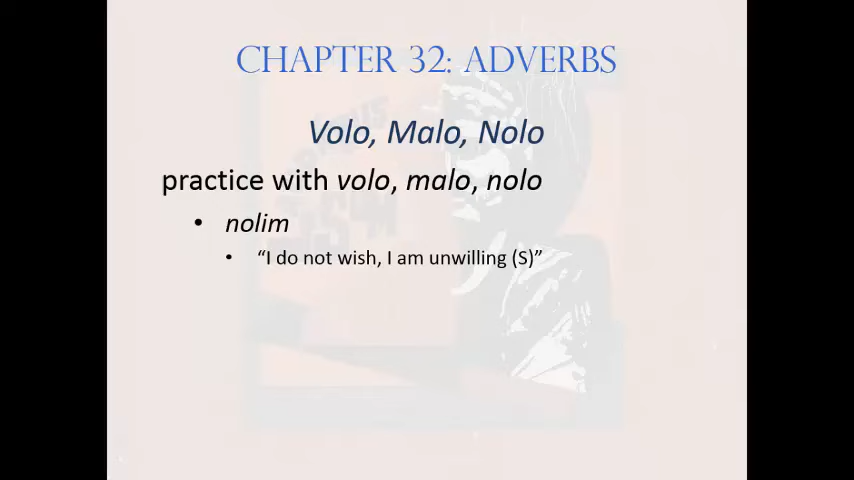 CHAPTER 32: ADVERBS
Volo, Malo, Nolo
practice with volo, malo, nolo
• nolim
• “I do not wish, I am unwilling (S)”